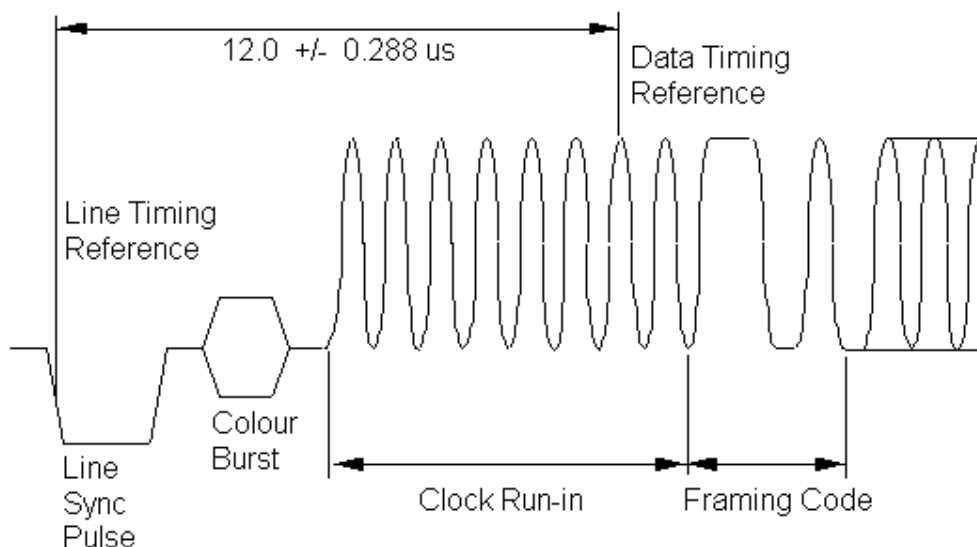 12.0 +/- 0.288 us
Data Timing
Reference
Line Timing
Reference
Colour
Burst
Line
Sync
Pulse
Clock Run-in
Framing Code